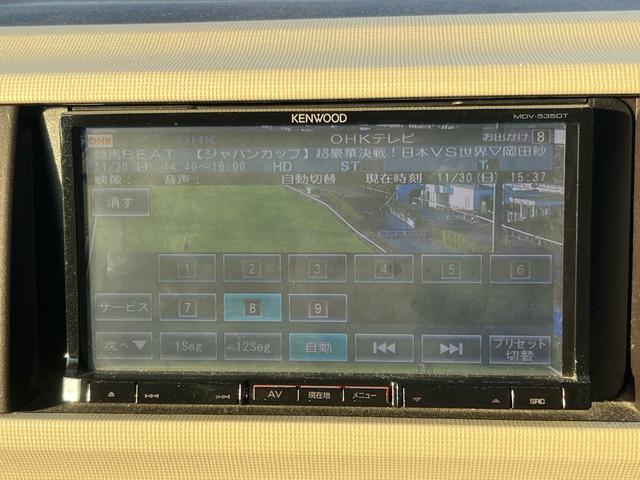 KENWOOD MDV-535DT
OHK OHK OHKテレビ お出かけ 8
競馬BEAT 【ジャパンカップ】超豪華決戦!日本VS世界▽岡田紗
11/30(日) 14:40~16:00 HD ST
映像: 音声: 自動切替 現在時刻 11/30(日) 15:37
消す
1 2 3 4 5 6
サービス 7 8 9
次へ▼ 1Seg 12Seg 自動 プリセット切替
AV 現在地 メニュー SRC